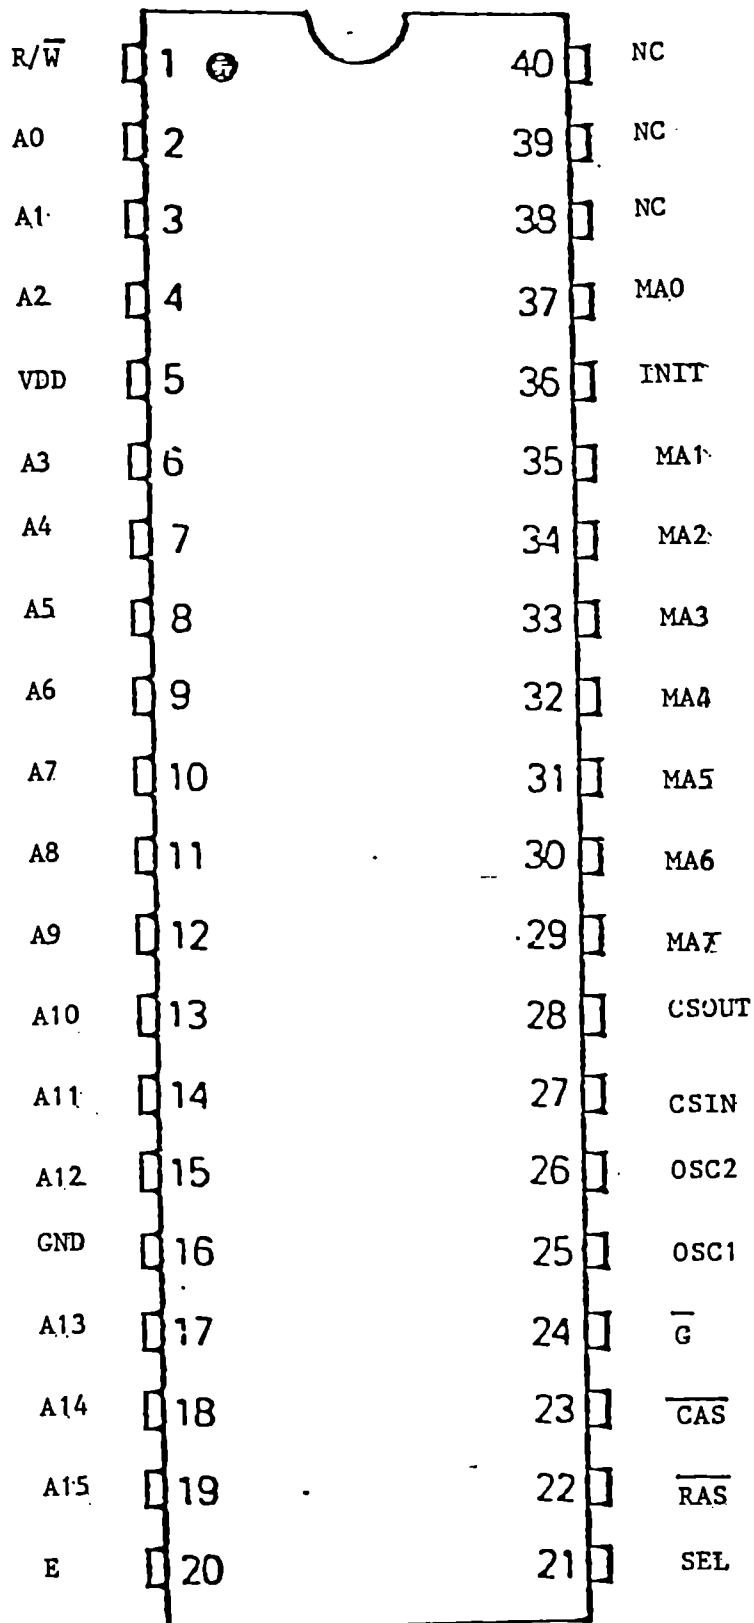 R/W̅ 1 40 NC
A0 2 39 NC
A1 3 38 NC
A2 4 37 MA0
VDD 5 36 INIT
A3 6 35 MA1
A4 7 34 MA2
A5 8 33 MA3
A6 9 32 MA4
A7 10 31 MA5
A8 11 30 MA6
A9 12 29 MA7
A10 13 28 CSOUT
A11 14 27 CSIN
A12 15 26 OSC2
GND 16 25 OSC1
A13 17 24 G̅
A14 18 23 C̅A̅S̅
A15 19 22 R̅A̅S̅
E 20 21 SEL